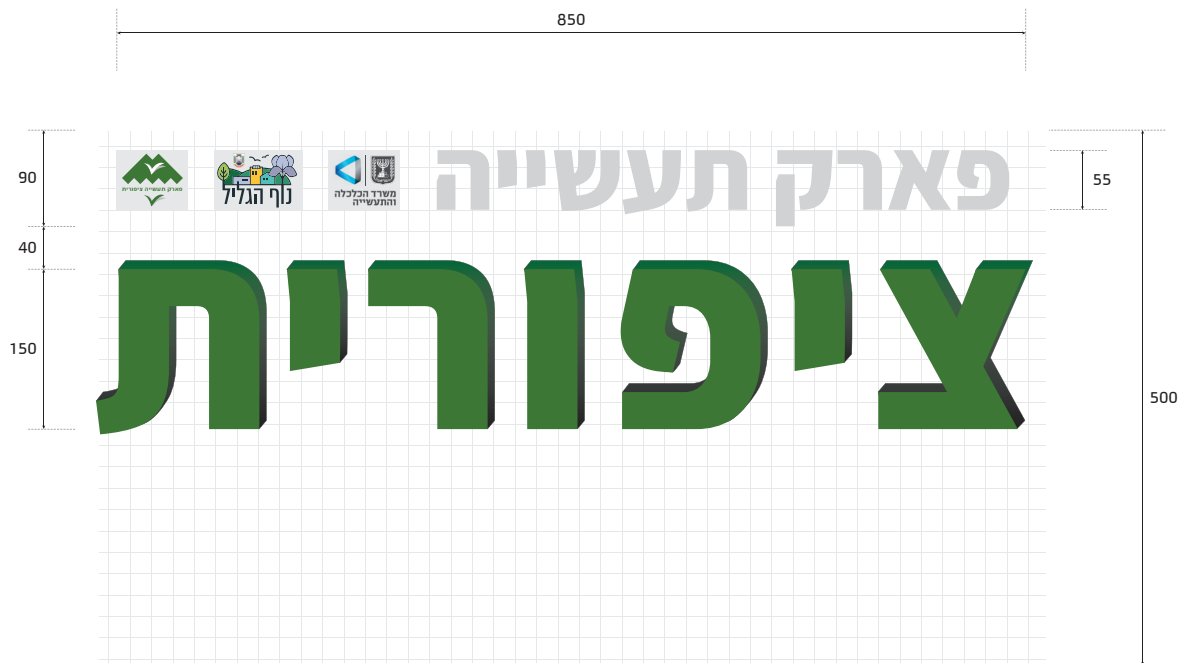 850
90
40
150
55
500
פארק תעשייה
משרד הכלכלה
והתעשייה
נוף הגליל
פארק תעשייה ציפורית
ציפורית